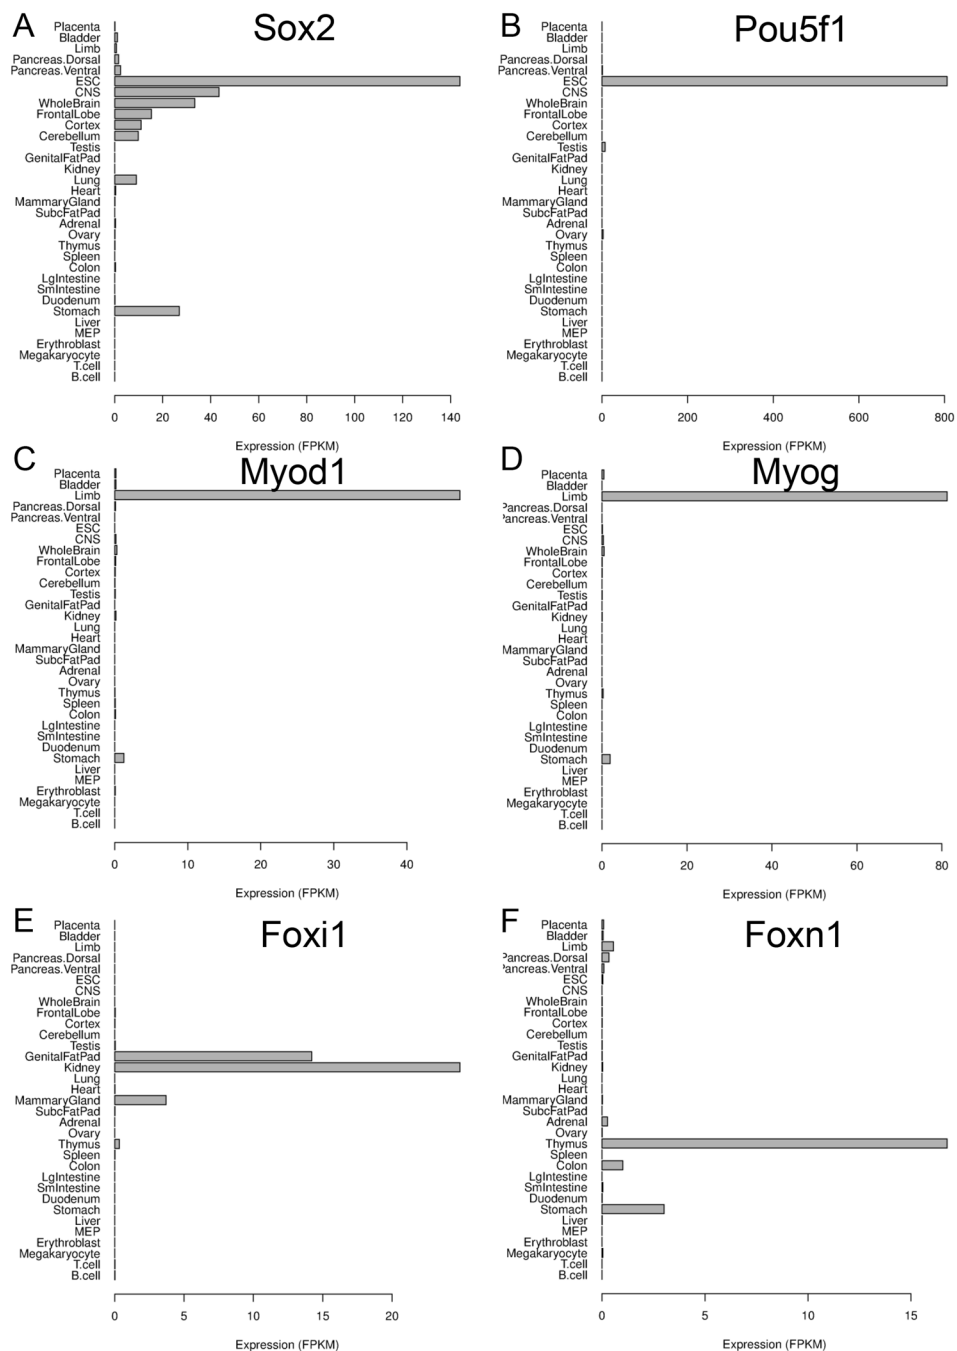 A
Sox2
Placenta
Bladder
Limb
Pancreas.Dorsal
Pancreas.Ventral
ESC
CNS
WholeBrain
FrontalLobe
Cortex
Cerebellum
Testis
GenitalFatPad
Kidney
Lung
Heart
MammaryGland
SubcFatPad
Adrenal
Ovary
Thymus
Spleen
Colon
LgIntestine
SmIntestine
Duodenum
Stomach
Liver
MEP
Erythroblast
Megakaryocyte
T.cell
B.cell
0 20 40 60 80 100 120 140
Expression (FPKM)
B
Pou5f1
Placenta
Bladder
Limb
Pancreas.Dorsal
Pancreas.Ventral
ESC
CNS
WholeBrain
FrontalLobe
Cortex
Cerebellum
Testis
GenitalFatPad
Kidney
Lung
Heart
MammaryGland
SubcFatPad
Adrenal
Ovary
Thymus
Spleen
Colon
LgIntestine
SmIntestine
Duodenum
Stomach
Liver
MEP
Erythroblast
Megakaryocyte
T.cell
B.cell
0 200 400 600 800
Expression (FPKM)
C
Myod1
Placenta
Bladder
Limb
Pancreas.Dorsal
Pancreas.Ventral
ESC
CNS
WholeBrain
FrontalLobe
Cortex
Cerebellum
Testis
GenitalFatPad
Kidney
Lung
Heart
MammaryGland
SubcFatPad
Adrenal
Ovary
Thymus
Spleen
Colon
LgIntestine
SmIntestine
Duodenum
Stomach
Liver
MEP
Erythroblast
Megakaryocyte
T.cell
B.cell
0 10 20 30 40
Expression (FPKM)
D
Myog
Placenta
Bladder
Limb
Pancreas.Dorsal
Pancreas.Ventral
ESC
CNS
WholeBrain
FrontalLobe
Cortex
Cerebellum
Testis
GenitalFatPad
Kidney
Lung
Heart
MammaryGland
SubcFatPad
Adrenal
Ovary
Thymus
Spleen
Colon
LgIntestine
SmIntestine
Duodenum
Stomach
Liver
MEP
Erythroblast
Megakaryocyte
T.cell
B.cell
0 20 40 60 80
Expression (FPKM)
E
Foxi1
Placenta
Bladder
Limb
Pancreas.Dorsal
Pancreas.Ventral
ESC
CNS
WholeBrain
FrontalLobe
Cortex
Cerebellum
Testis
GenitalFatPad
Kidney
Lung
Heart
MammaryGland
SubcFatPad
Adrenal
Ovary
Thymus
Spleen
Colon
LgIntestine
SmIntestine
Duodenum
Stomach
Liver
MEP
Erythroblast
Megakaryocyte
T.cell
B.cell
0 5 10 15 20
Expression (FPKM)
F
Foxn1
Placenta
Bladder
Limb
Pancreas.Dorsal
Pancreas.Ventral
ESC
CNS
WholeBrain
FrontalLobe
Cortex
Cerebellum
Testis
GenitalFatPad
Kidney
Lung
Heart
MammaryGland
SubcFatPad
Adrenal
Ovary
Thymus
Spleen
Colon
LgIntestine
SmIntestine
Duodenum
Stomach
Liver
MEP
Erythroblast
Megakaryocyte
T.cell
B.cell
0 5 10 15
Expression (FPKM)